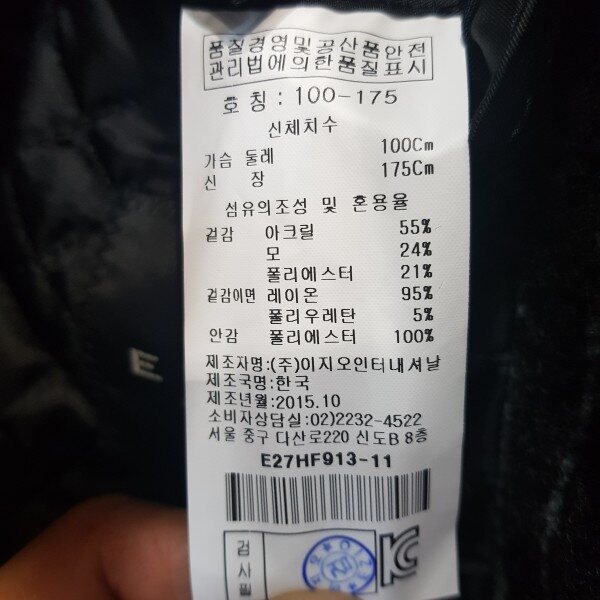 품질경영및공산품안전
관리법에의한품질표시
호 칭 : 100-175
신체치수
가슴 둘레 100Cm
신 장 175Cm
섬유의조성 및 혼용율
겉감 아크릴 55%
모 24%
폴리에스터 21%
겉감이면 레이온 95%
폴리우레탄 5%
안감 폴리에스터 100%
제조자명:(주)이지오인터내셔날
제조국명:한국
제조년월:2015.10
소비자상담실:02)2232-4522
서울 중구 다산로220 신도B 8층
E27HF913-11
검사필
E